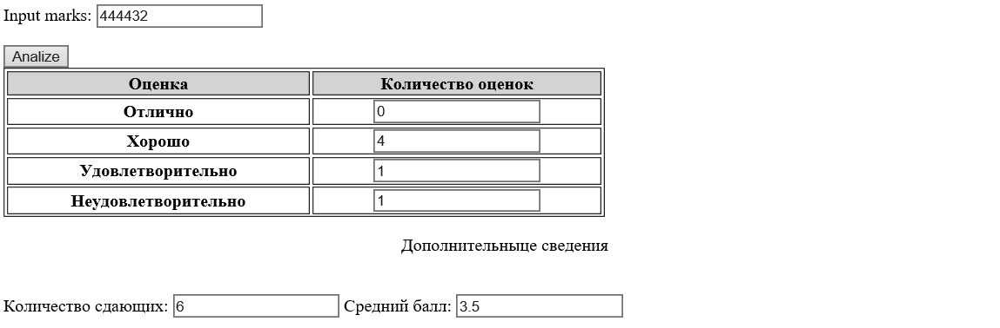 Input marks: 444432
Analize
Оценка Количество оценок
Отлично 0
Хорошо 4
Удовлетворительно 1
Неудовлетворительно 1
Дополнительныце сведения
Количество сдающих: 6 Средний балл: 3.5